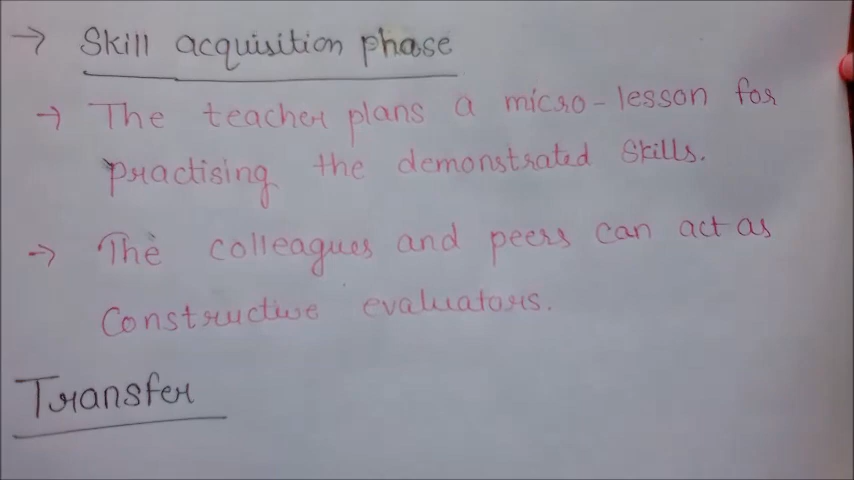 → Skill acquisition phase
→ The teacher plans a micro-lesson for
practising the demonstrated skills.
→ The colleagues and peers can act as
Constructive evaluators.
Transfer